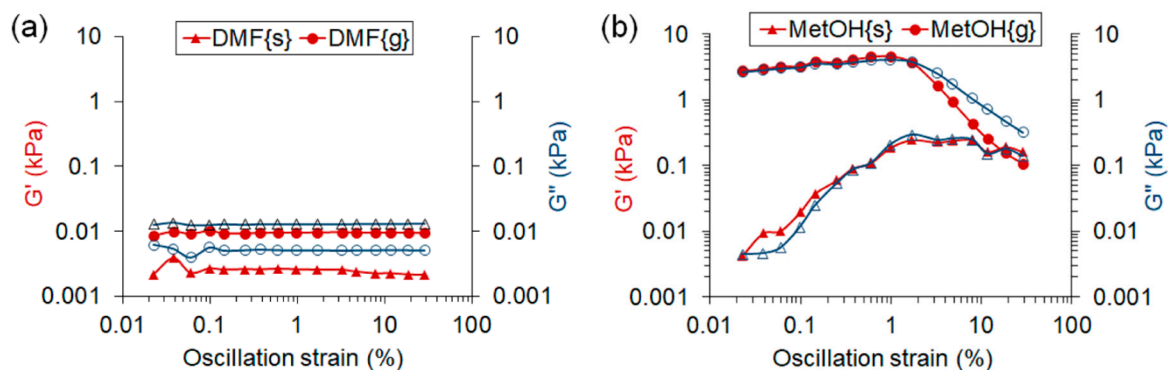 (a)
DMF{s} DMF{g}
10
1
0.1
0.01
0.001
G' (kPa)
10
1
0.1
0.01
0.001
G" (kPa)
0.01 0.1 1 10 100
Oscillation strain (%)
(b)
MetOH{s} MetOH{g}
10
1
0.1
0.01
0.001
G' (kPa)
10
1
0.1
0.01
0.001
G" (kPa)
0.01 0.1 1 10 100
Oscillation strain (%)